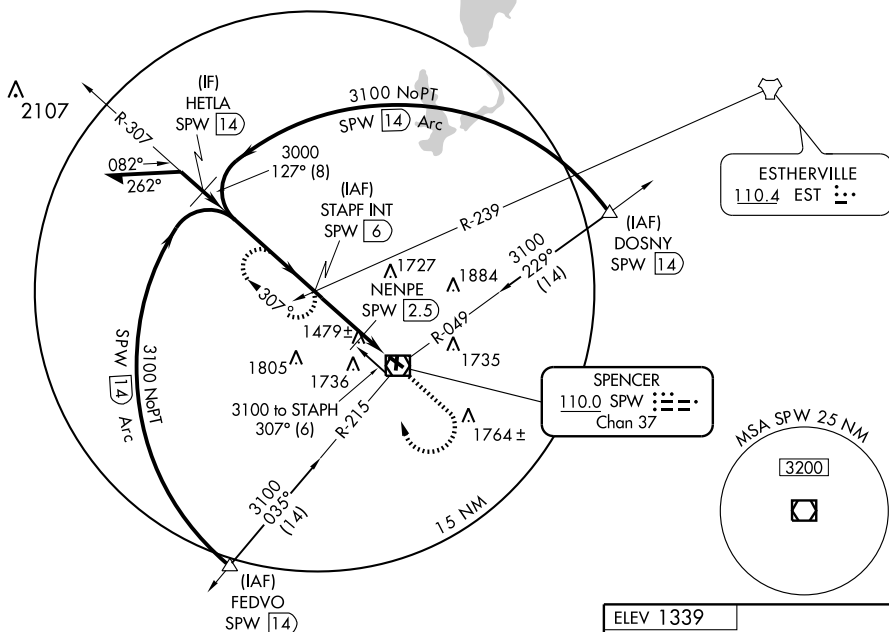 2107
R-307
(IF)
HETLA
SPW 14
082°
262°
3000
127° (8)
3100 NoPT
SPW 14 Arc
(IAF)
STAPF INT
SPW 6
R-239
ESTHERVILLE
110.4 EST
(IAF)
DOSNY
SPW 14
3100
229°
(14)
R-049
1727
1884
NENPE
SPW 2.5
307°
1479±
1805
1736
1735
3100 NoPT
SPW 14 Arc
3100 to STAPH
307° (6)
R-215
1764±
SPENCER
110.0 SPW
Chan 37
3100
035°
(14)
15 NM
(IAF)
FEDVO
SPW 14
MSA SPW 25 NM
3200
ELEV 1339